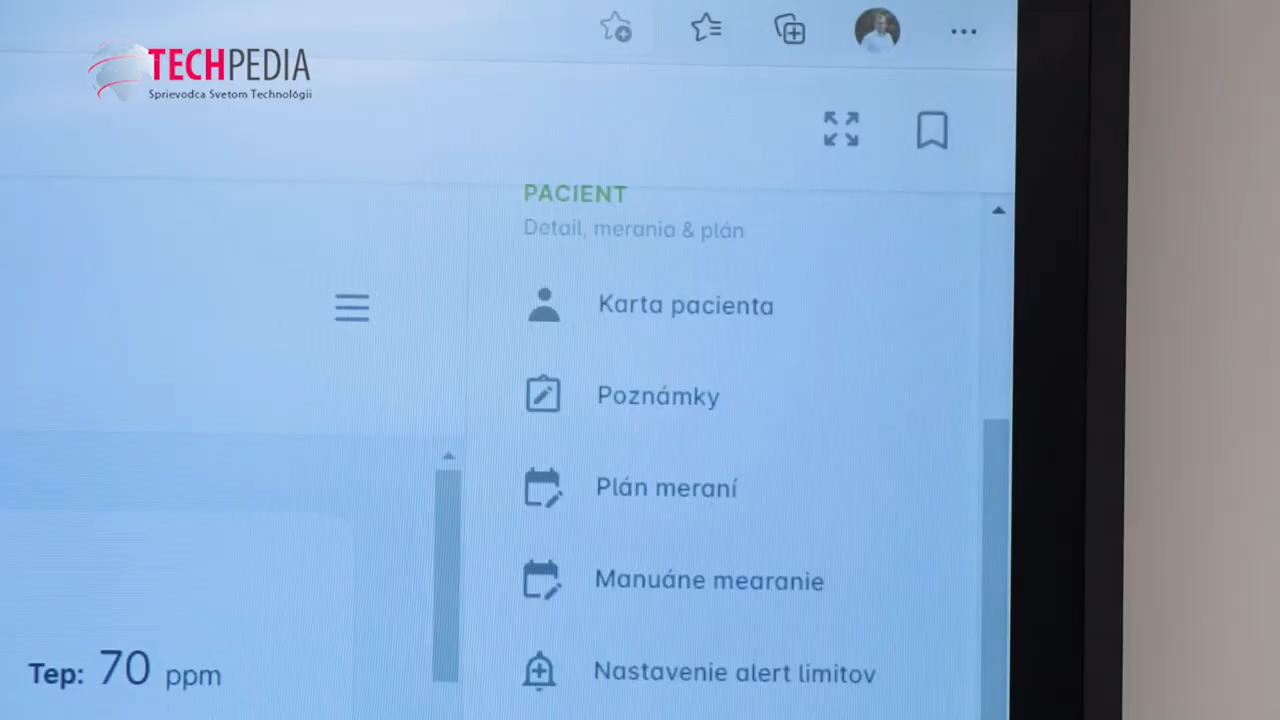 TECHPEDIA
Sprievodca Svetom Technológii
PACIENT
Detail, merania & plán
Karta pacienta
Poznámky
Plán meraní
Manuáne mearanie
Nastavenie alert limitov
Tep: 70 ppm